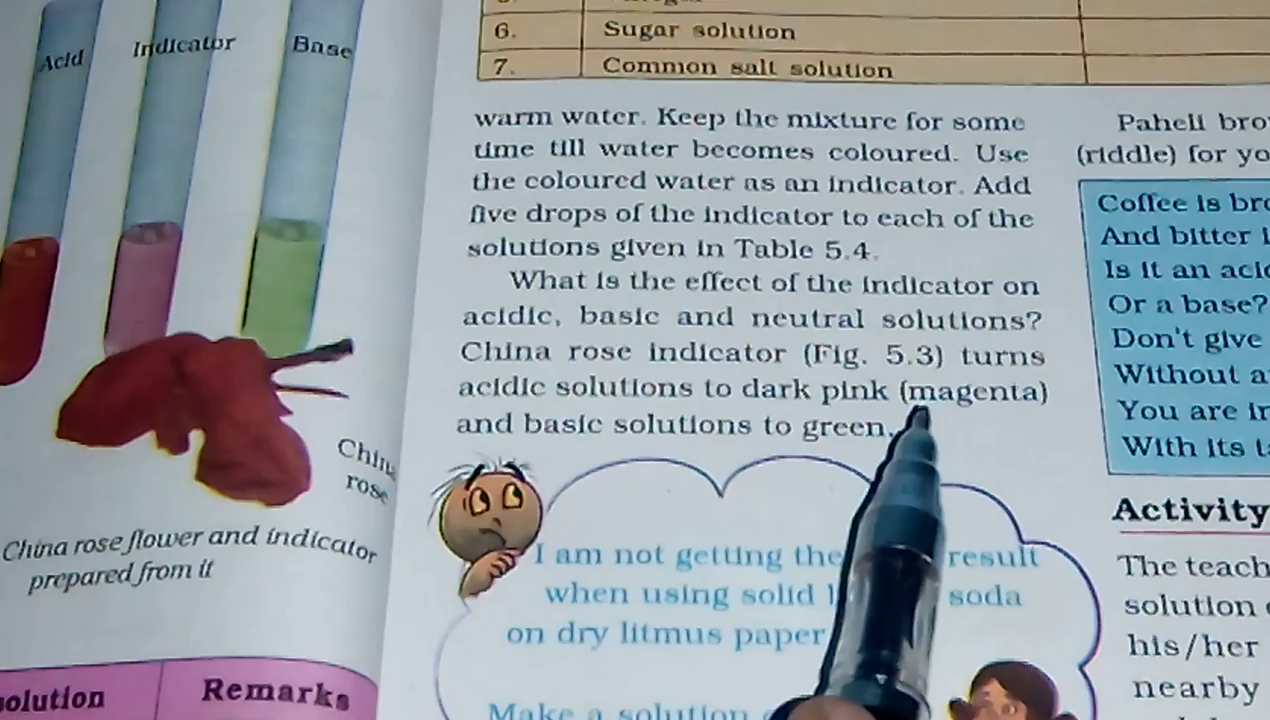 Acid
Indicator
Base
China
rose
China rose flower and indicator
prepared from it
solution
Remarks
6. Sugar solution
7. Common salt solution
warm water. Keep the mixture for some
time till water becomes coloured. Use
the coloured water as an indicator. Add
five drops of the indicator to each of the
solutions given in Table 5.4.
What is the effect of the indicator on
acidic, basic and neutral solutions?
China rose indicator (Fig. 5.3) turns
acidic solutions to dark pink (magenta)
and basic solutions to green.
I am not getting the result
when using solid soda
on dry litmus paper
Make a solution
Paheli
(riddle) for
Coffee is
And bitter
Is it an
Or a base?
Don't give
Without
You are
With its
Activity
The
solution
his/her
nearby